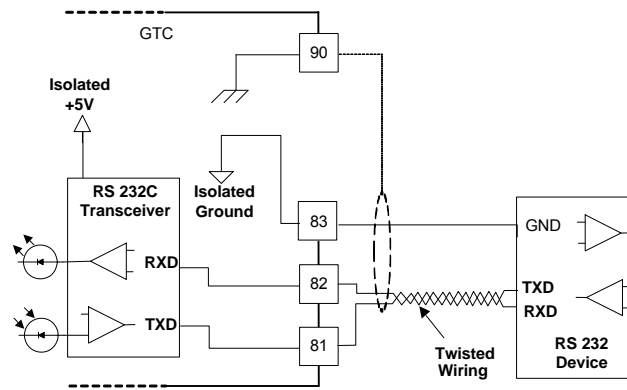 GTC
90
Isolated
+5V
RS 232C
Transceiver
Isolated
Ground
83
GND
RXD
82
TXD
RXD
TXD
81
Twisted
Wiring
RS 232
Device